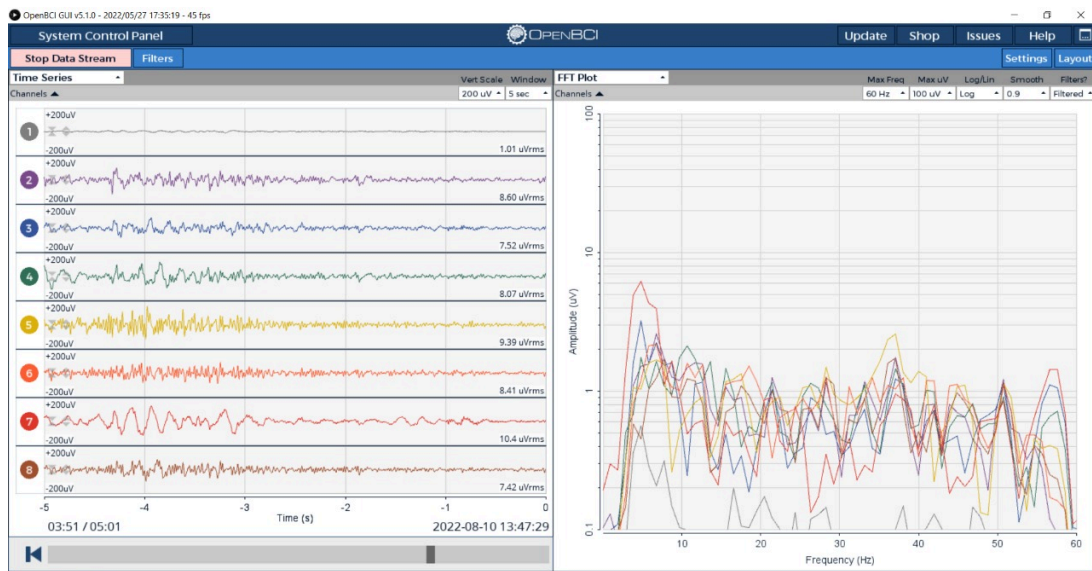 OpenBCI GUI v5.1.0 - 2022/05/27 17:35:19 - 45 fps
System Control Panel
OPENBCI
Update Shop Issues Help
Stop Data Stream Filters
Settings Layout
Time Series
Vert Scale Window
Channels
200 uV 5 sec
+200uV
1
-200uV
1.01 uVrms
+200uV
2
-200uV
8.60 uVrms
+200uV
3
-200uV
7.52 uVrms
+200uV
4
-200uV
8.07 uVrms
+200uV
5
-200uV
9.39 uVrms
+200uV
6
-200uV
8.41 uVrms
+200uV
7
-200uV
10.4 uVrms
+200uV
8
-200uV
7.42 uVrms
-5 -4 -3 -2 -1 0
Time (s)
03:51 / 05:01
2022-08-10 13:47:29
FFT Plot
Max Freq Max uV Log/Lin Smooth Filters?
Channels
60 Hz 100 uV Log 0.9 Filtered
100
10
1
0.1
Amplitude (uV)
10 20 30 40 50 60
Frequency (Hz)